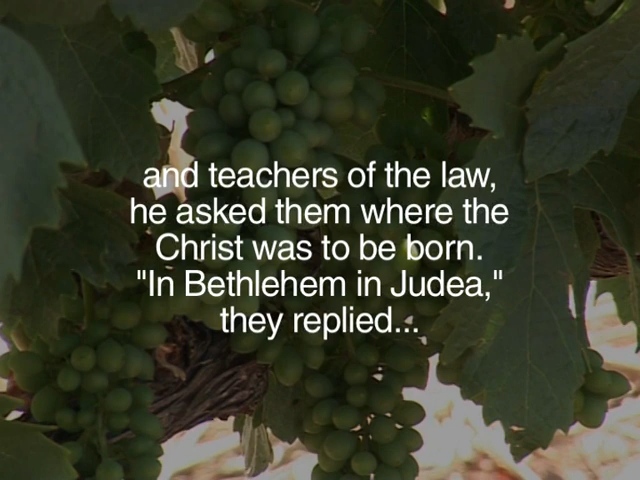 and teachers of the law,
he asked them where the
Christ was to be born.
"In Bethlehem in Judea,"
they replied...